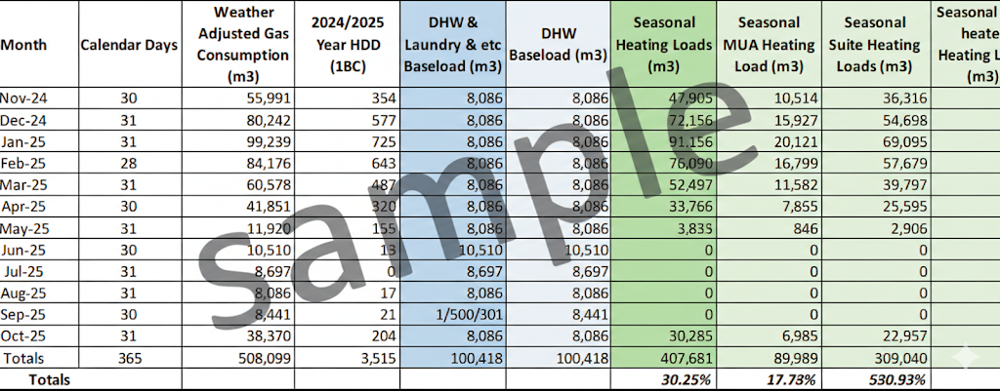 Month | Calendar Days | Weather Adjusted Gas Consumption (m3) | 2024/2025 Year HDD (1BC) | DHW & Laundry & etc Baseload (m3) | DHW Baseload (m3) | Seasonal Heating Loads (m3) | Seasonal MUA Heating Load (m3) | Seasonal Suite Heating Loads (m3) | Seasonal heate Heating L (m3)
Nov-24 | 30 | 55,991 | 354 | 8,086 | 8,086 | 47,905 | 10,514 | 36,316
Dec-24 | 31 | 80,242 | 577 | 8,086 | 8,086 | 72,156 | 15,927 | 54,698
Jan-25 | 31 | 99,239 | 725 | 8,086 | 8,086 | 91,156 | 20,121 | 69,095
Feb-25 | 28 | 84,176 | 643 | 8,086 | 8,086 | 76,090 | 16,799 | 57,679
Mar-25 | 31 | 60,578 | 487 | 8,086 | 8,086 | 52,497 | 11,582 | 39,797
Apr-25 | 30 | 41,851 | 320 | 8,086 | 8,086 | 33,766 | 7,855 | 25,595
May-25 | 31 | 11,920 | 155 | 8,086 | 8,086 | 3,835 | 846 | 2,906
Jun-25 | 30 | 10,510 | 13 | 10,510 | 10,510 | 0 | 0 | 0
Jul-25 | 31 | 8,697 | 0 | 8,697 | 8,697 | 0 | 0 | 0
Aug-25 | 31 | 8,086 | 17 | 8,086 | 8,086 | 0 | 0 | 0
Sep-25 | 30 | 8,441 | 21 | 1/500/301 | 8,441 | 0 | 0 | 0
Oct-25 | 31 | 38,370 | 204 | 8,086 | 8,086 | 30,285 | 6,985 | 22,957
Totals | 365 | 508,099 | 3,515 | 100,418 | 100,418 | 407,681 | 89,989 | 309,040
Totals | 30.25% | 17.73% | 530.93%
sample